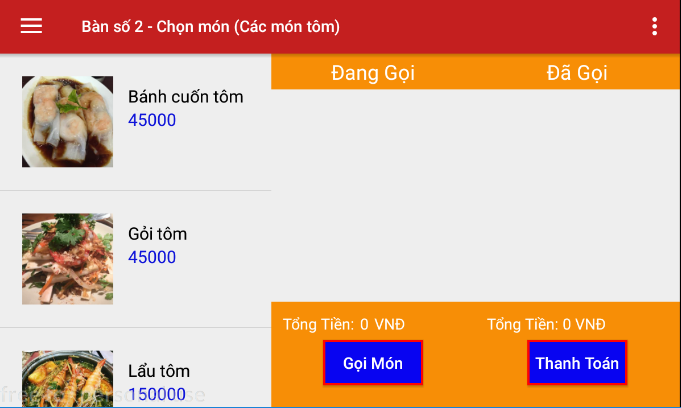 Bàn số 2 - Chọn món (Các món tôm)
Bánh cuốn tôm
45000
Gỏi tôm
45000
Lẩu tôm
150000
Đang Gọi
Đã Gọi
Tổng Tiền: 0 VNĐ
Tổng Tiền: 0 VNĐ
Gọi Món
Thanh Toán